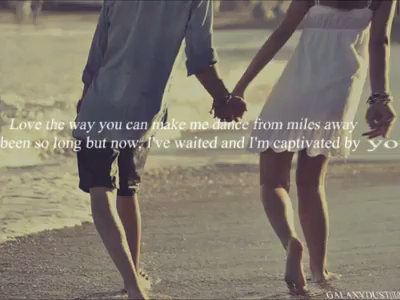 Love the way you can make me dance from miles away
been so long but now, I've waited and I'm captivated by yo
GALAXYDUST